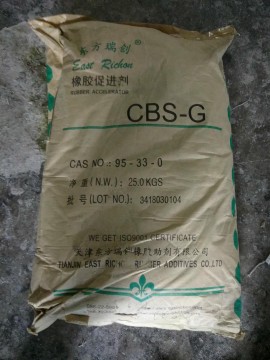 东方瑞创®
East Richon
橡胶促进剂
RUBBER ACCELERATOR
CBS-G
CAS NO.: 95-33-0
净重(N.W.): 25.0KGS
批号(LOT NO.): 3418030104
WE GET ISO9001 CERTIFICATE
天津东方瑞创橡胶助剂有限公司
TIANJIN EAST RICHON RUBBER ADDITIVES CO.,LTD